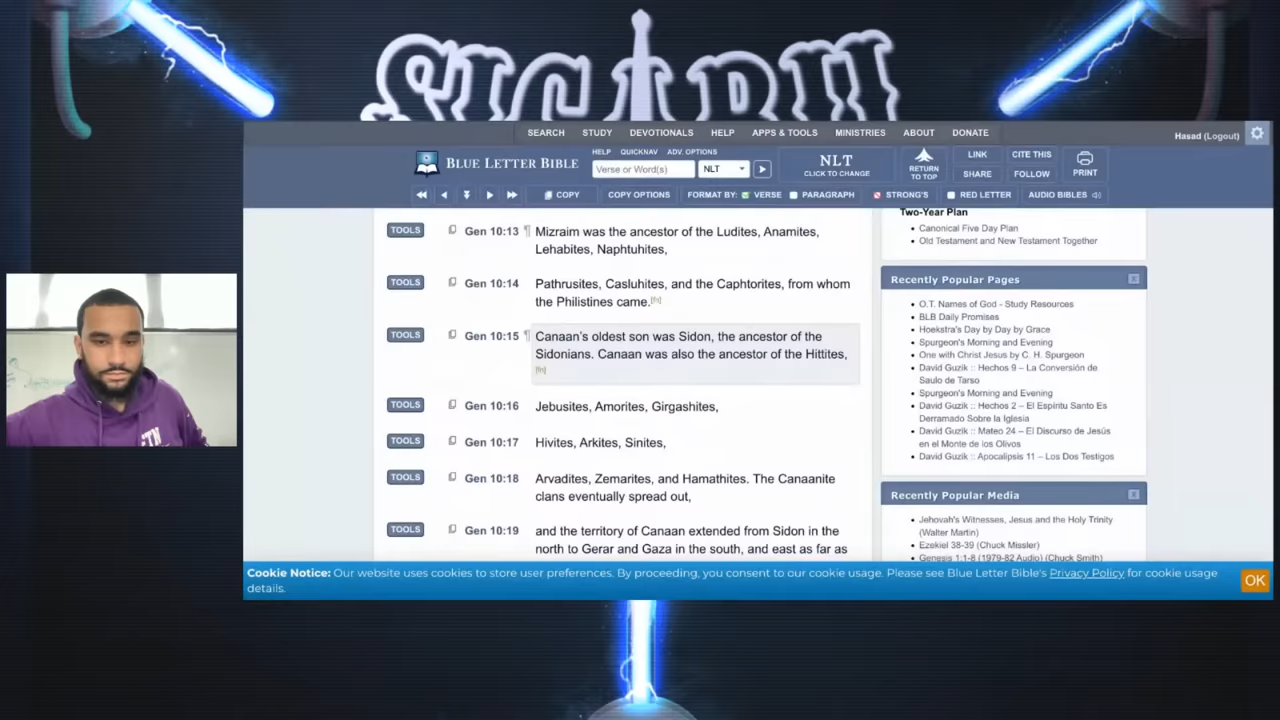 SICARII
SEARCH STUDY DEVOTIONALS HELP APPS & TOOLS MINISTRIES ABOUT DONATE
Hasad (Logout)
BLUE LETTER BIBLE
HELP QUICKNAV ADV. OPTIONS
Verse or Word(s) NLT
NLT
CLICK TO CHANGE
RETURN
TO TOP
LINK CITE THIS
SHARE FOLLOW
PRINT
COPY COPY OPTIONS FORMAT BY: VERSE PARAGRAPH STRONG'S RED LETTER AUDIO BIBLES
TOOLS Gen 10:13 ¶ Mizraim was the ancestor of the Ludites, Anamites,
Lehabites, Naphtuhites,
TOOLS Gen 10:14 Pathrusites, Casluhites, and the Caphtorites, from whom
the Philistines came.[fn]
TOOLS Gen 10:15 ¶ Canaan's oldest son was Sidon, the ancestor of the
Sidonians. Canaan was also the ancestor of the Hittites,
[fn]
TOOLS Gen 10:16 Jebusites, Amorites, Girgashites,
TOOLS Gen 10:17 Hivites, Arkites, Sinites,
TOOLS Gen 10:18 Arvadites, Zemarites, and Hamathites. The Canaanite
clans eventually spread out,
TOOLS Gen 10:19 and the territory of Canaan extended from Sidon in the
north to Gerar and Gaza in the south, and east as far as
Two-Year Plan
Canonical Five Day Plan
Old Testament and New Testament Together
Recently Popular Pages
O.T. Names of God - Study Resources
BLB Daily Promises
Hoekstra's Day by Day by Grace
Spurgeon's Morning and Evening
One with Christ Jesus by C. H. Spurgeon
David Guzik :: Hechos 9 – La Conversión de
Saulo de Tarso
Spurgeon's Morning and Evening
David Guzik :: Hechos 2 – El Espíritu Santo Es
Derramado Sobre la Iglesia
David Guzik :: Mateo 24 – El Discurso de Jesús
en el Monte de los Olivos
David Guzik :: Apocalipsis 11 – Los Dos Testigos
Recently Popular Media
Jehovah's Witnesses, Jesus and the Holy Trinity
(Walter Martin)
Ezekiel 38-39 (Chuck Missler)
Genesis 1:1-8 (1979-82 Audio) (Chuck Smith)
Cookie Notice: Our website uses cookies to store user preferences. By proceeding, you consent to our cookie usage. Please see Blue Letter Bible's Privacy Policy for cookie usage
details.
OK